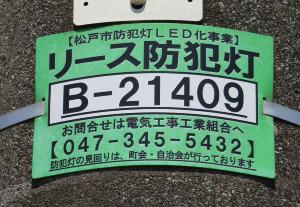 【松戸市防犯灯LED化事業】
リース防犯灯
B-21409
お問合せは電気工事工業組合へ
【047-345-5432】
防犯灯の見回りは、町会・自治会が行っております